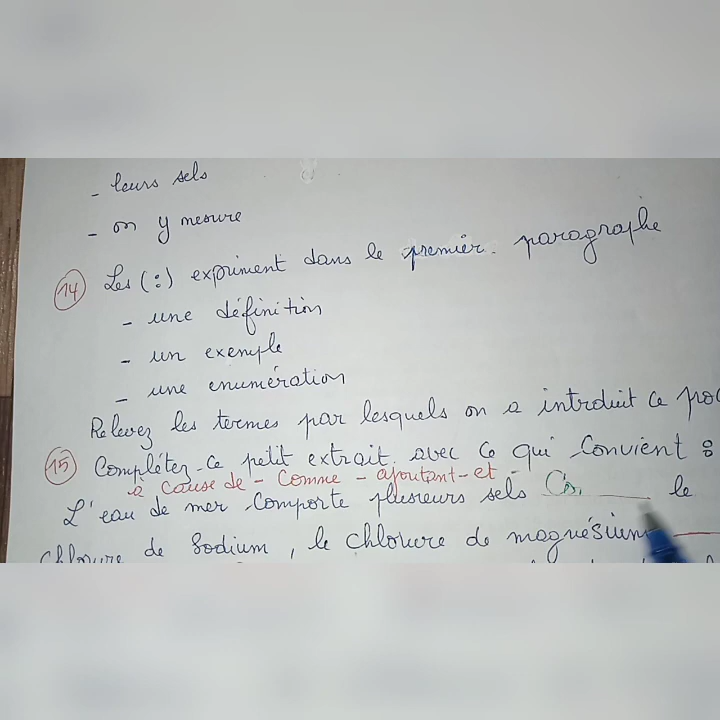 - leurs sels
- on y mesure
14 Les (:) expriment dans le premier paragraphe
- une définition
- un exemple
- une enumération
Relevez les termes par lesquels on a introduit ce
15 Complétez ce petit extrait avec ce qui convient :
à cause de - Comme - ajoutant - et -
L'eau de mer comporte plusieurs sels Co le
chlorure de Sodium, le chlorure de magnésium